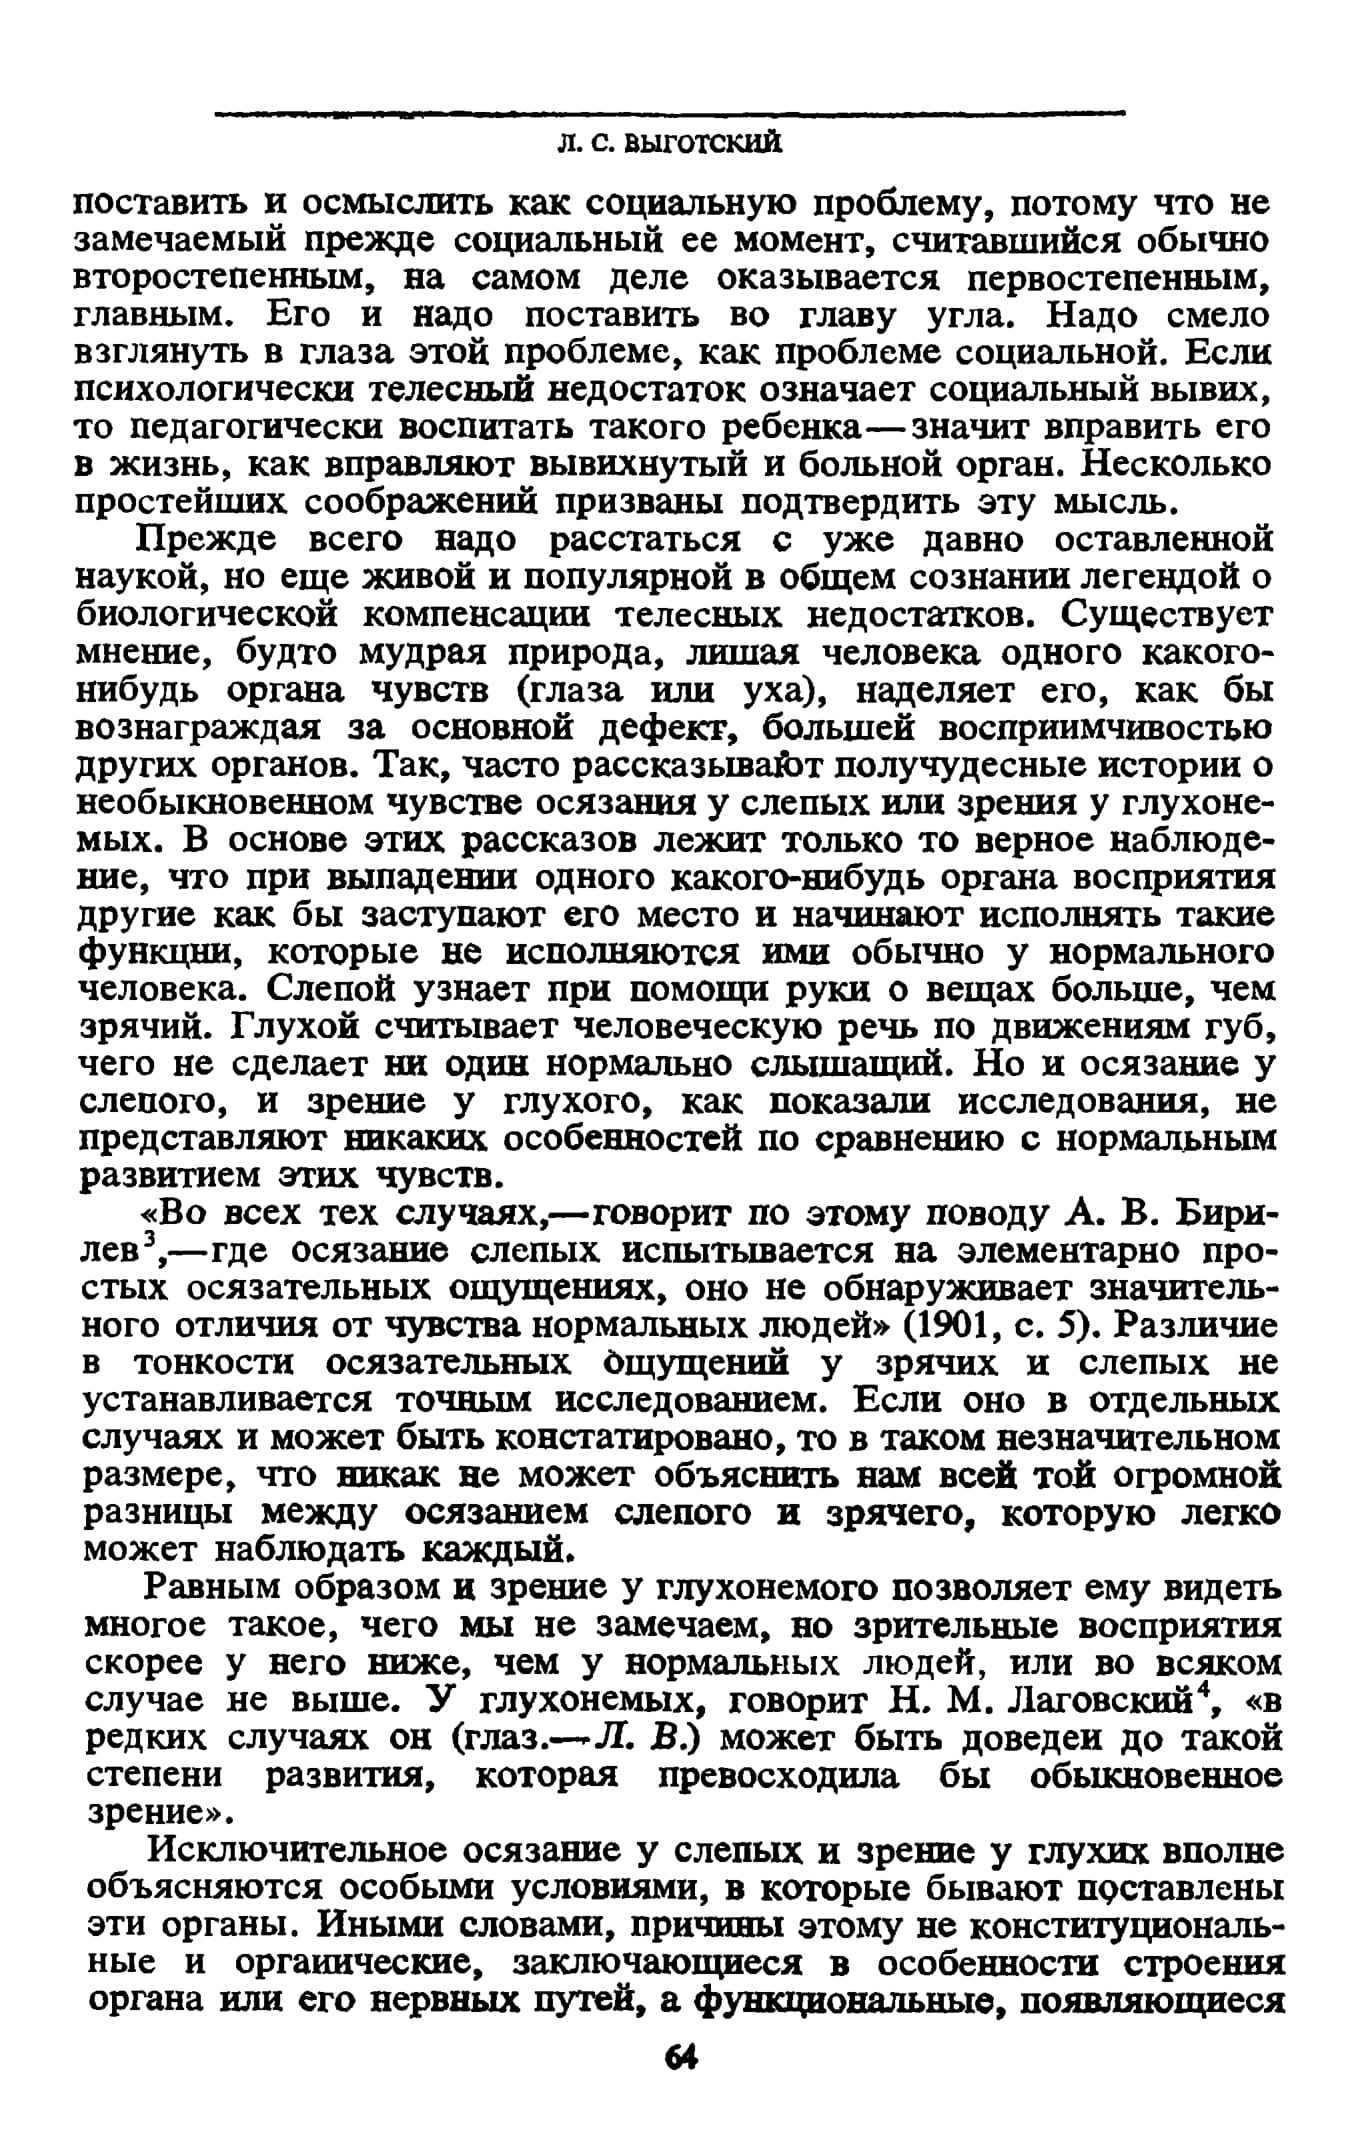 Л. С. ВЫГОТСКИЙ
поставить и осмыслить как социальную проблему, потому что не
замечаемый прежде социальный ее момент, считавшийся обычно
второстепенным, на самом деле оказывается первостепенным,
главным. Его и надо поставить во главу угла. Надо смело
взглянуть в глаза этой проблеме, как проблеме социальной. Если
психологически телесный недостаток означает социальный вывих,
то педагогически воспитать такого ребенка—значит вправить его
в жизнь, как вправляют вывихнутый и больной орган. Несколько
простейших соображений призваны подтвердить эту мысль.
Прежде всего надо расстаться с уже давно оставленной
наукой, но еще живой и популярной в общем сознании легендой о
биологической компенсации телесных недостатков. Существует
мнение, будто мудрая природа, лишая человека одного какого-
нибудь органа чувств (глаза или уха), наделяет его, как бы
вознаграждая за основной дефект, большей восприимчивостью
других органов. Так, часто рассказывают получудесные истории о
необыкновенном чувстве осязания у слепых или зрения у глухоне-
мых. В основе этих рассказов лежит только то верное наблюде-
ние, что при выпадении одного какого-нибудь органа восприятия
другие как бы заступают его место и начинают исполнять такие
функции, которые не исполняются ими обычно у нормального
человека. Слепой узнает при помощи руки о вещах больше, чем
зрячий. Глухой считывает человеческую речь по движениям губ,
чего не сделает ни один нормально слышащий. Но и осязание у
слепого, и зрение у глухого, как показали исследования, не
представляют никаких особенностей по сравнению с нормальным
развитием этих чувств.
«Во всех тех случаях,—говорит по этому поводу А. В. Бири-
лев³,—где осязание слепых испытывается на элементарно про-
стых осязательных ощущениях, оно не обнаруживает значитель-
ного отличия от чувства нормальных людей» (1901, с. 5). Различие
в тонкости осязательных ощущений у зрячих и слепых не
устанавливается точным исследованием. Если оно в отдельных
случаях и может быть констатировано, то в таком незначительном
размере, что никак не может объяснить нам всей той огромной
разницы между осязанием слепого и зрячего, которую легко
может наблюдать каждый.
Равным образом и зрение у глухонемого позволяет ему видеть
многое такое, чего мы не замечаем, но зрительные восприятия
скорее у него ниже, чем у нормальных людей, или во всяком
случае не выше. У глухонемых, говорит Н. М. Лаговский⁴, «в
редких случаях он (глаз.—Л. В.) может быть доведен до такой
степени развития, которая превосходила бы обыкновенное
зрение».
Исключительное осязание у слепых и зрение у глухих вполне
объясняются особыми условиями, в которые бывают поставлены
эти органы. Иными словами, причины этому не конституциональ-
ные и органические, заключающиеся в особенности строения
органа или его нервных путей, а функциональные, появляющиеся
64